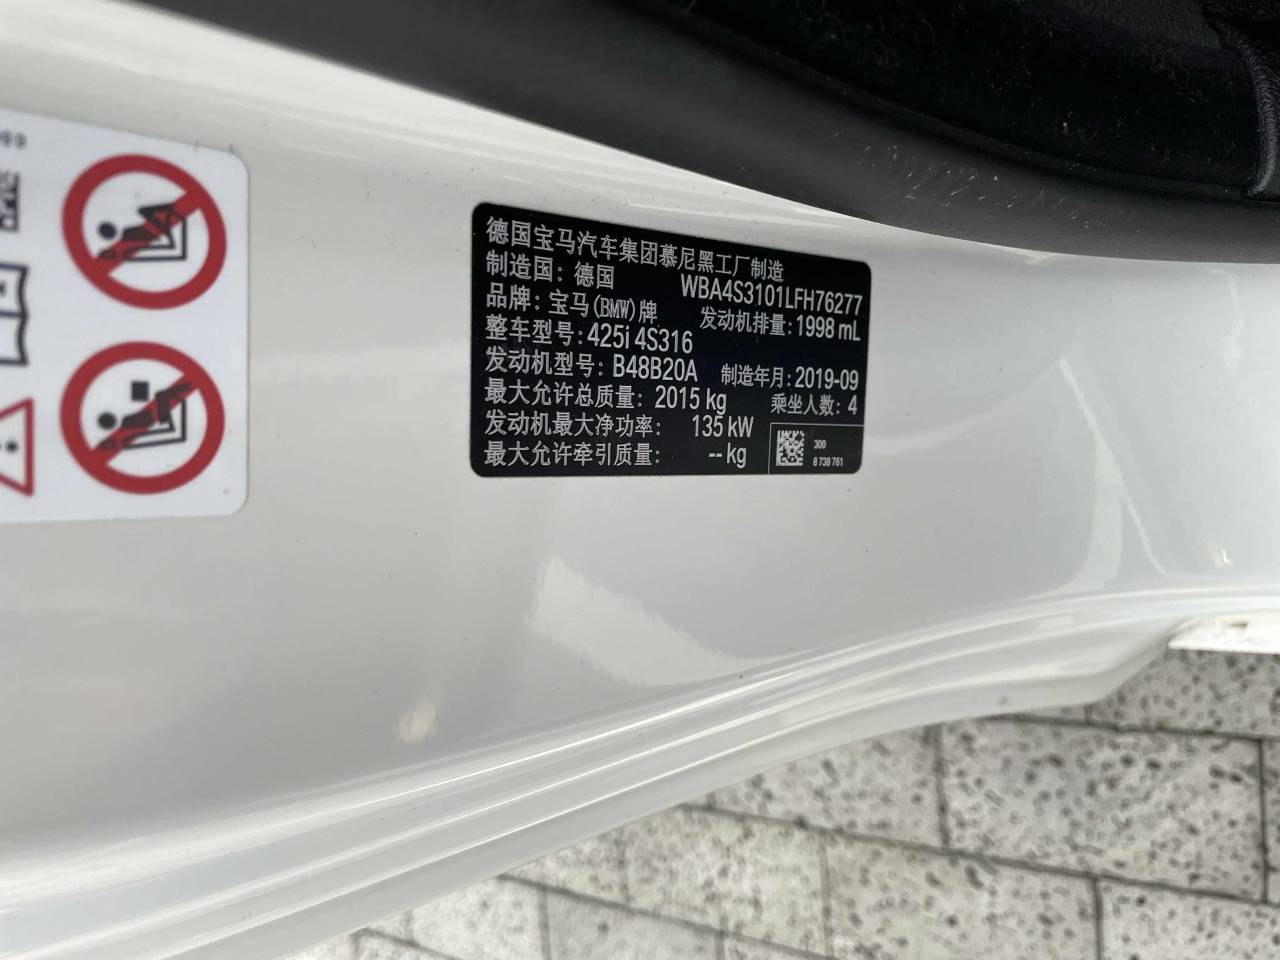 德国宝马汽车集团慕尼黑工厂制造
制造国：德国
WBA4S3101LFH76277
品牌：宝马(BMW)牌
发动机排量：1998 mL
整车型号：425i 4S316
发动机型号：B48B20A
制造年月：2019-09
最大允许总质量：2015 kg
乘坐人数：4
发动机最大净功率：135 kW
最大允许牵引质量：-- kg
300
8 738 761